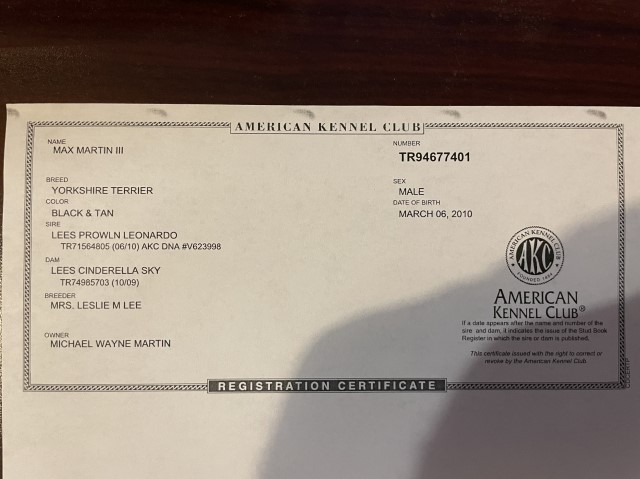 AMERICAN KENNEL CLUB
NAME
MAX MARTIN III
NUMBER
TR94677401
BREED
YORKSHIRE TERRIER
SEX
MALE
COLOR
BLACK & TAN
DATE OF BIRTH
MARCH 06, 2010
SIRE
LEES PROWLN LEONARDO
TR71564805 (06/10) AKC DNA #V623998
DAM
LEES CINDERELLA SKY
TR74985703 (10/09)
BREEDER
MRS. LESLIE M LEE
OWNER
MICHAEL WAYNE MARTIN
AMERICAN KENNEL CLUB
AKC
FOUNDED 1884
AMERICAN
KENNEL CLUB®
If a date appears after the name and number of the
sire and dam, it indicates the issue of the Stud Book
Register in which the sire or dam is published.
This certificate issued with the right to correct or
revoke by the American Kennel Club.
REGISTRATION CERTIFICATE